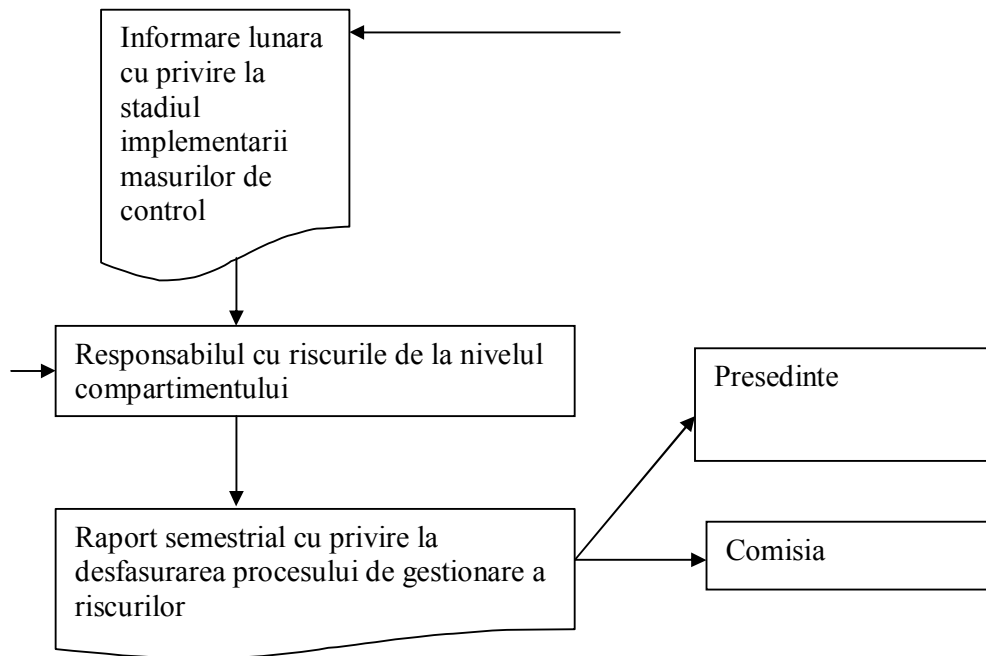 Informare lunara
cu privire la
stadiul
implementarii
masurilor de
control
Responsabilul cu riscurile de la nivelul
compartimentului
Presedinte
Raport semestrial cu privire la
desfasurarea procesului de gestionare a
riscurilor
Comisia